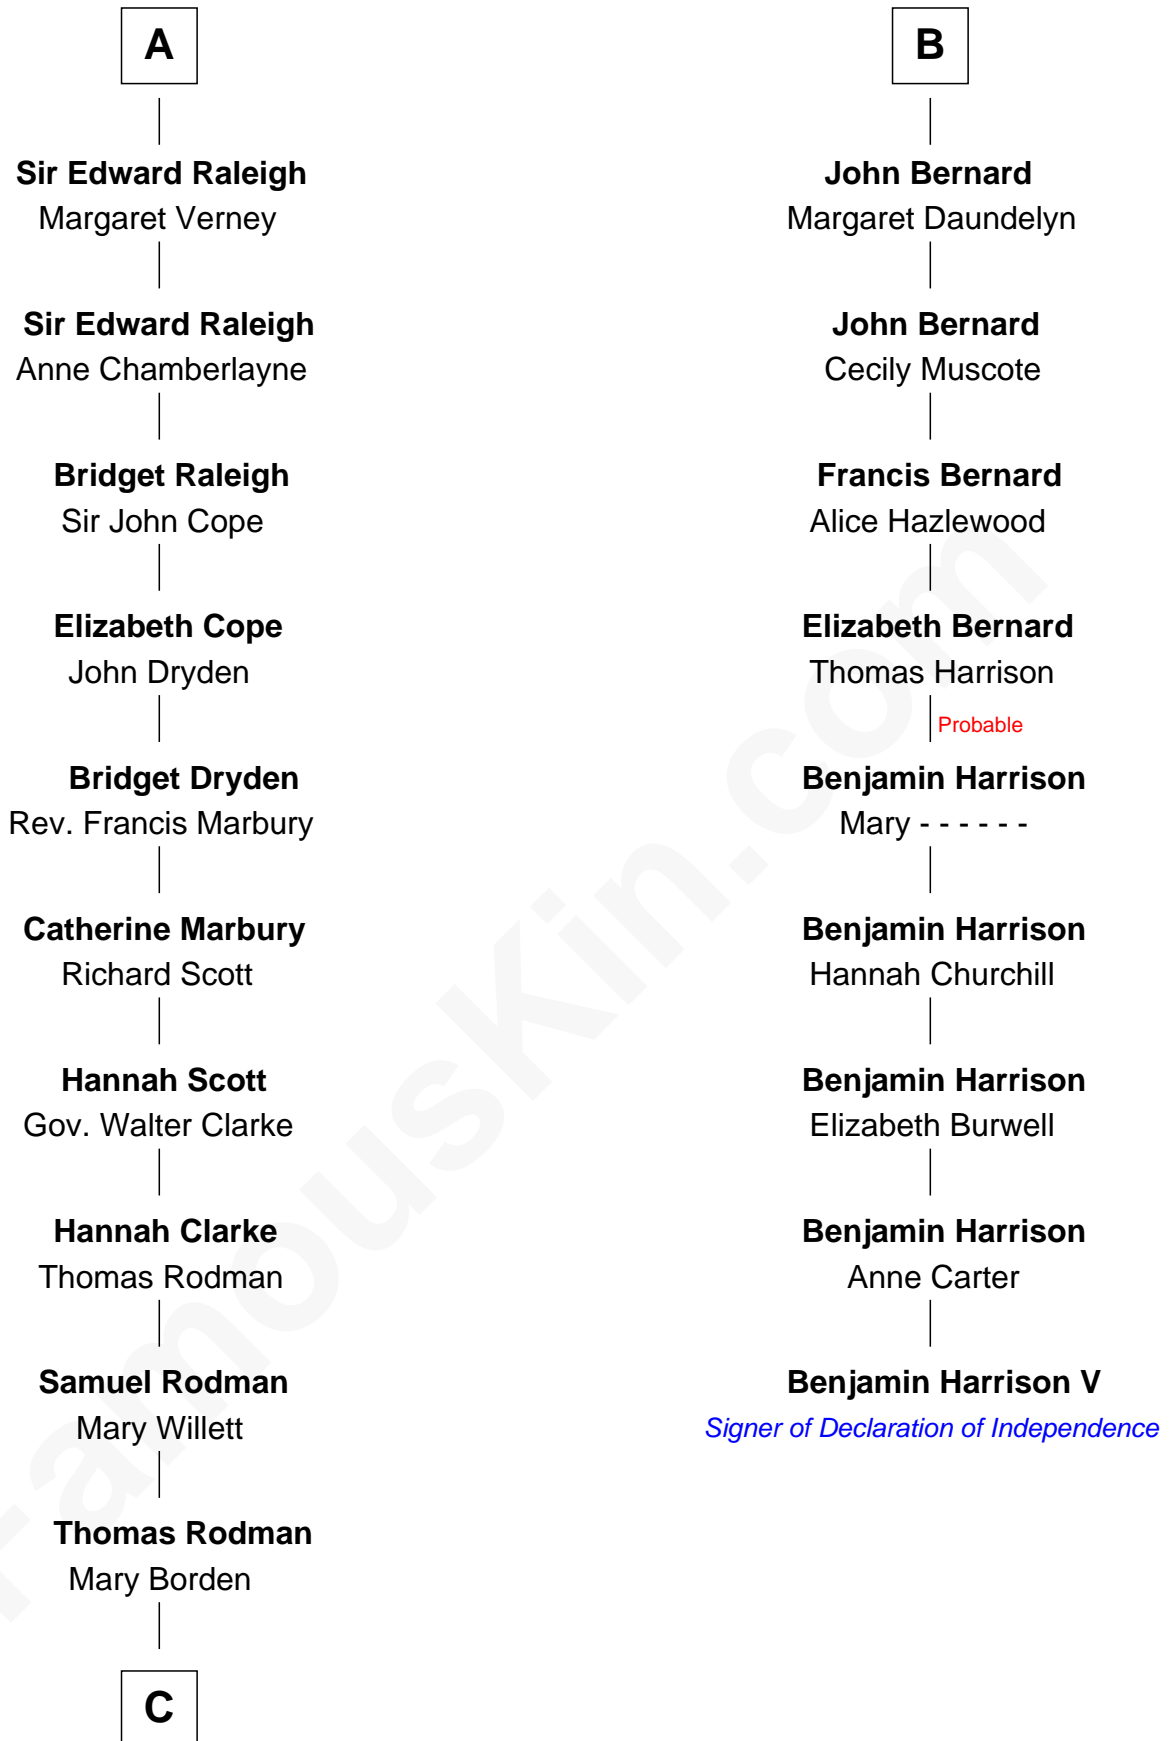 A
Sir Edward Raleigh
Margaret Verney
Sir Edward Raleigh
Anne Chamberlayne
Bridget Raleigh
Sir John Cope
Elizabeth Cope
John Dryden
Bridget Dryden
Rev. Francis Marbury
Catherine Marbury
Richard Scott
Hannah Scott
Gov. Walter Clarke
Hannah Clarke
Thomas Rodman
Samuel Rodman
Mary Willett
Thomas Rodman
Mary Borden
C
B
John Bernard
Margaret Daundelyn
John Bernard
Cecily Muscote
Francis Bernard
Alice Hazlewood
Elizabeth Bernard
Thomas Harrison
Probable
Benjamin Harrison
Mary - - - - - -
Benjamin Harrison
Hannah Churchill
Benjamin Harrison
Elizabeth Burwell
Benjamin Harrison
Anne Carter
Benjamin Harrison V
Signer of Declaration of Independence
FamousKin.com